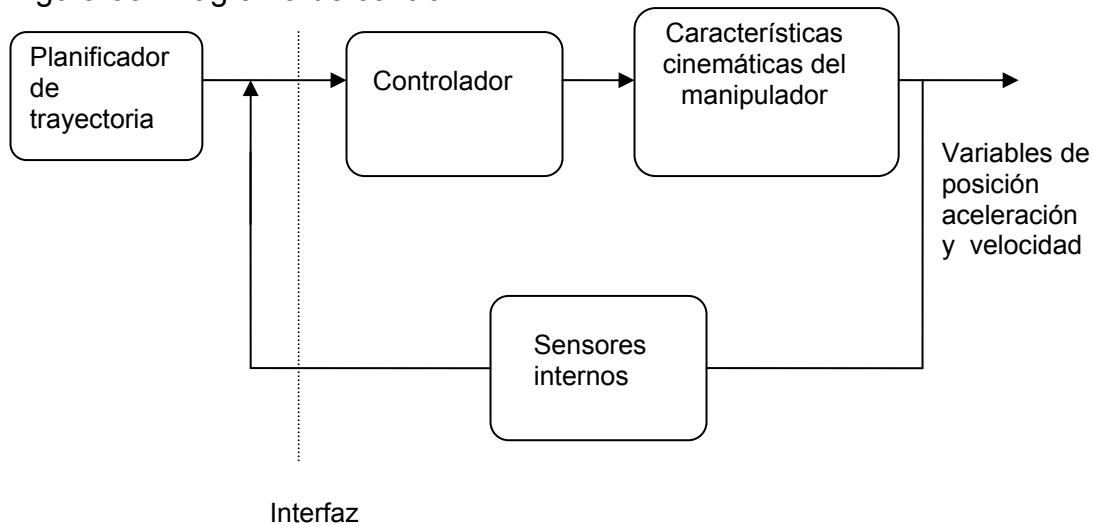 Planificador
de
trayectoria
Controlador
Características
cinemáticas del
manipulador
Variables de
posición
aceleración
y velocidad
Sensores
internos
Interfaz